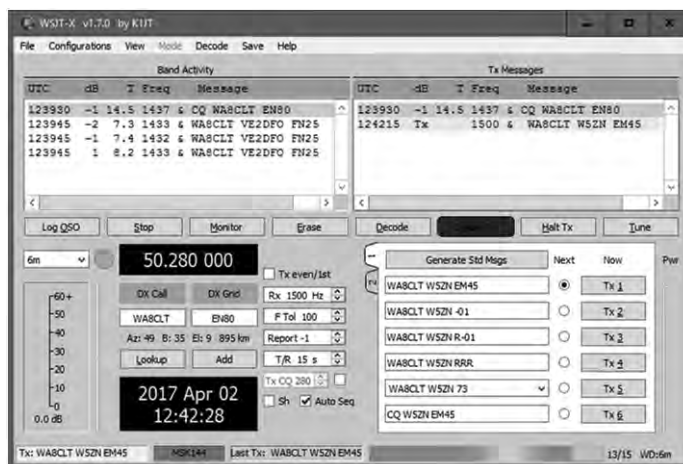 WSJT-X v1.7.0 by K1JT
File Configurations View Mode Decode Save Help
Band Activity
UTC dB T Freq Message
123930 -1 14.5 1437 & CQ WA8CLT EN80
123945 -2 7.3 1433 & WA8CLT VE2DFO FN25
123945 -1 7.4 1432 & WA8CLT VE2DFO FN25
123945 1 8.2 1433 & WA8CLT VE2DFO FN25
Tx Messages
UTC dB T Freq Message
123930 -1 14.5 1437 & CQ WA8CLT EN80
124215 Tx 1500 & WA8CLT W5ZN EM45
Log QSO Stop Monitor Erase Decode Halt Tx Tune
6m
50.280 000
Tx even/1st
DX Call DX Grid
Rx 1500 Hz
WA8CLT EN80
F Tol 100
Az: 49 B: 35 El: 9 895 km
Report -1
Lookup Add
T/R 15 s
Tx CQ 280
2017 Apr 02
12:42:28
Sh Auto Seq
-60+
-50
-40
-30
-20
-10
-0
0.0 dB
1
2
Generate Std Msgs Next Now Pwr
WA8CLT W5ZN EM45 Tx 1
WA8CLT W5ZN -01 Tx 2
WA8CLT W5ZN R-01 Tx 3
WA8CLT W5ZN RRR Tx 4
WA8CLT W5ZN 73 Tx 5
CQ W5ZN EM45 Tx 6
Tx: WA8CLT W5ZN EM45 MSK144 Last Tx: WA8CLT W5ZN EM45 13/15 WD:6m